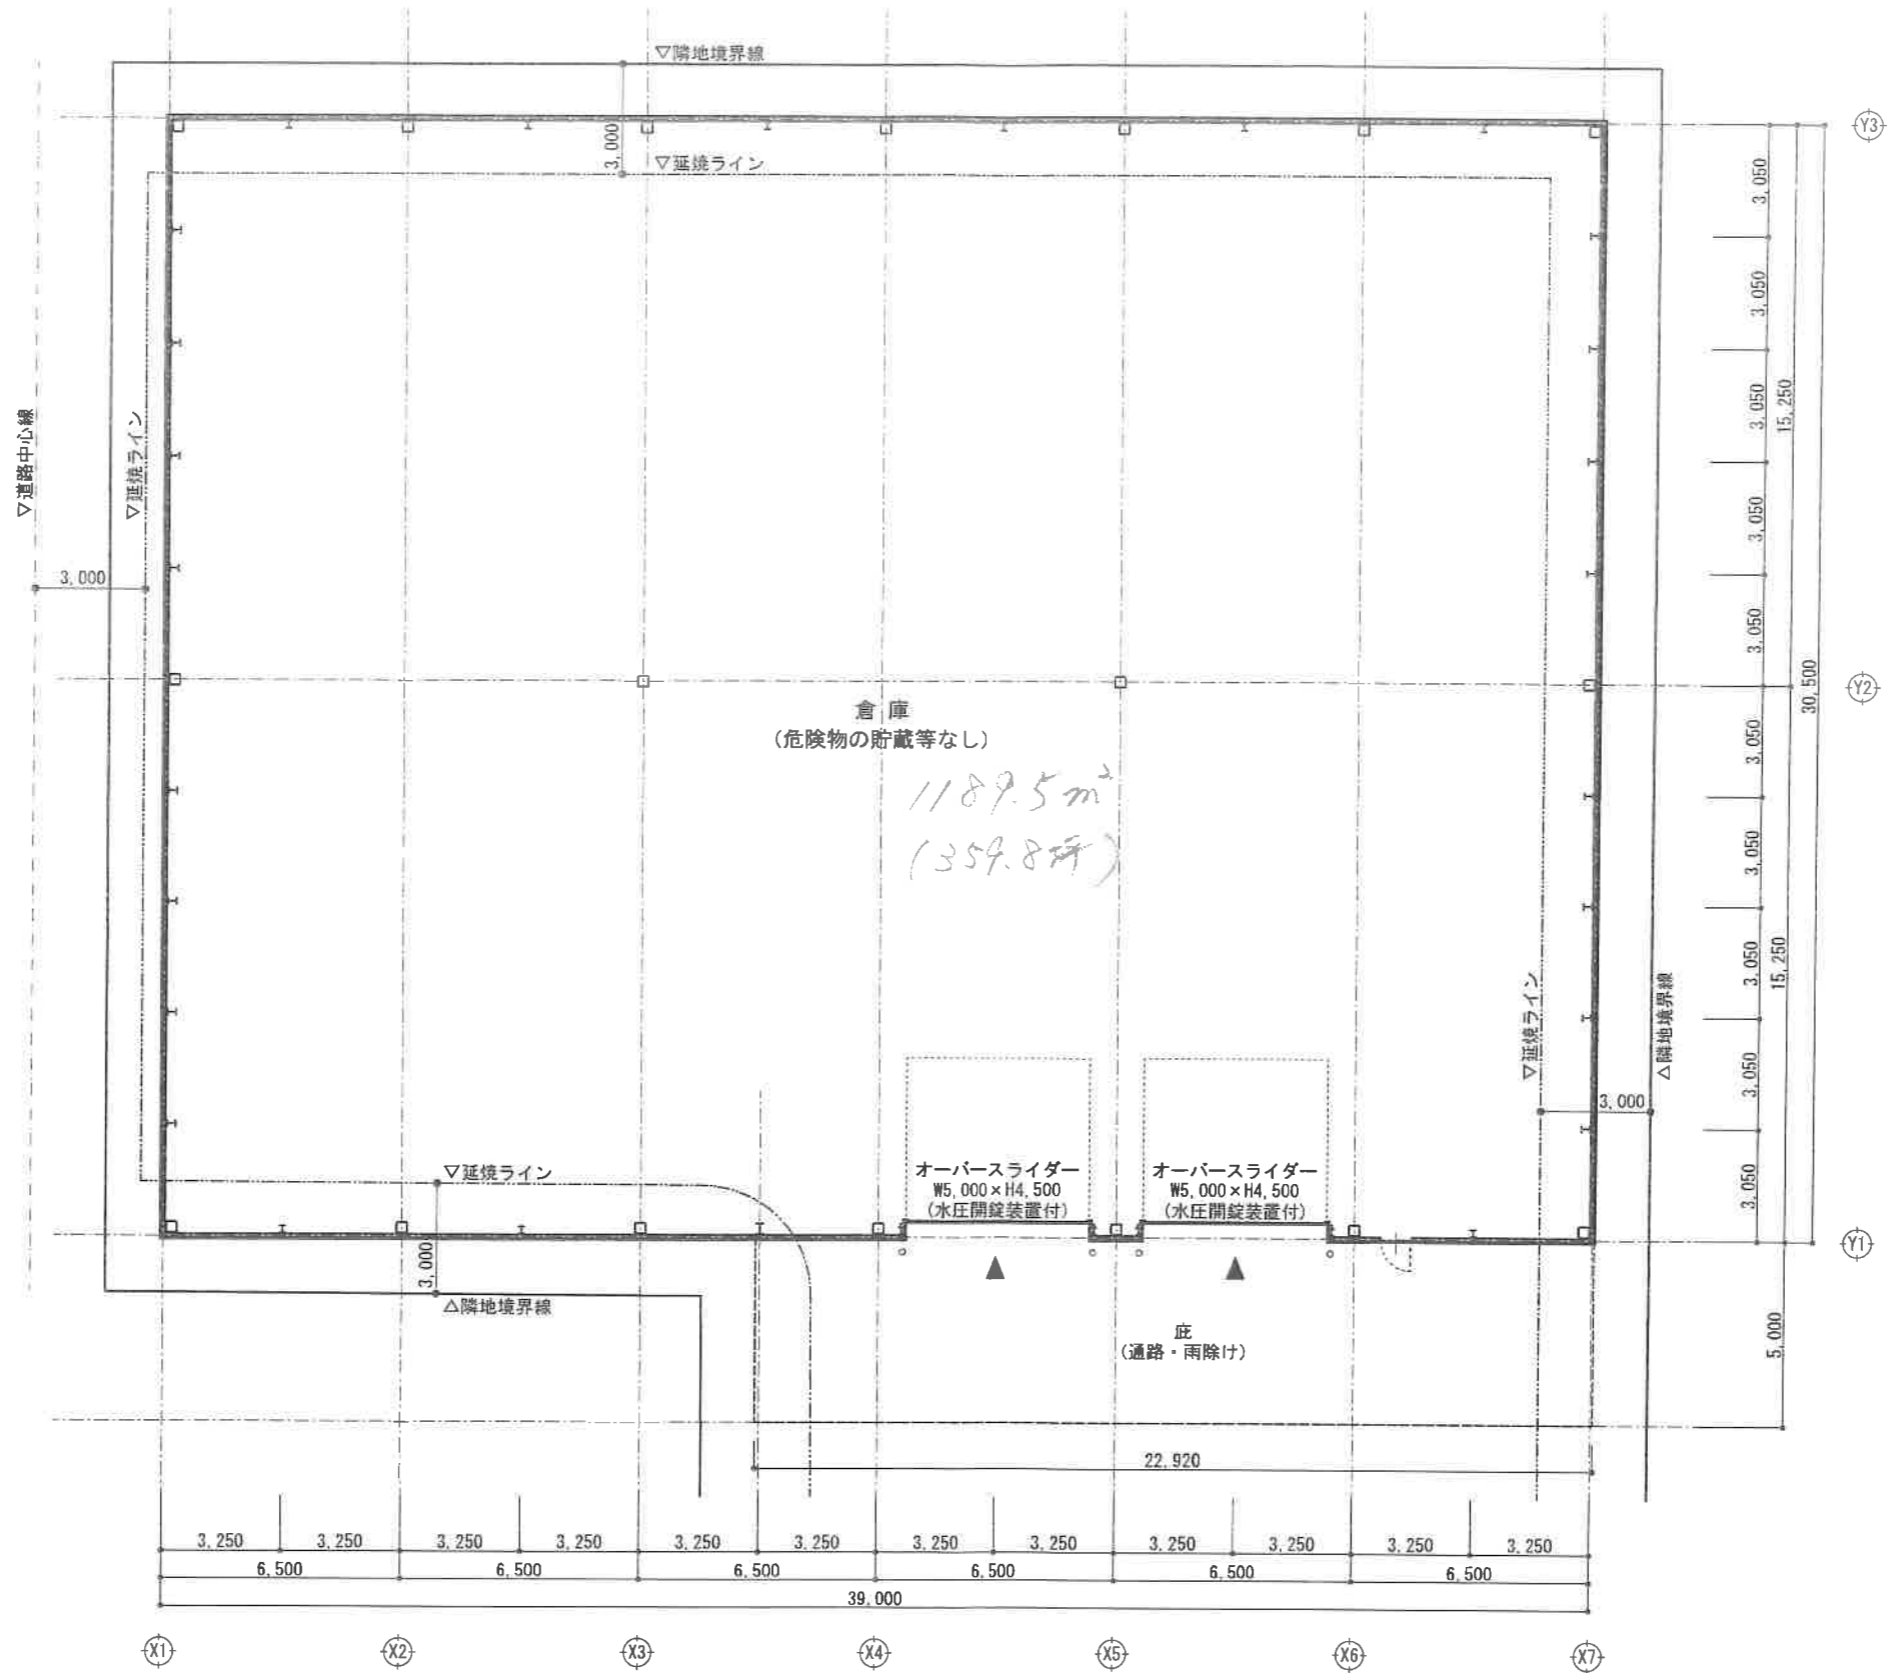 ▽隣地境界線
3,000
▽延焼ライン
Y3
3,050
3,050
3,050
3,050
3,050
15,250
▽道路中心線
▽延焼ライン
3,000
倉庫
(危険物の貯蔵等なし)
1189.5m²
(359.8坪)
Y2
30,500
3,050
3,050
3,050
3,050
3,050
15,250
▽延焼ライン
△隣地境界線
3,000
▽延焼ライン
3,000
△隣地境界線
オーバースライダー
W5,000×H4,500
(水圧開錠装置付)
オーバースライダー
W5,000×H4,500
(水圧開錠装置付)
Y1
庇
(通路・雨除け)
5,000
22,920
3,250 3,250 3,250 3,250 3,250 3,250 3,250 3,250 3,250 3,250 3,250 3,250
6,500 6,500 6,500 6,500 6,500 6,500
39,000
X1 X2 X3 X4 X5 X6 X7